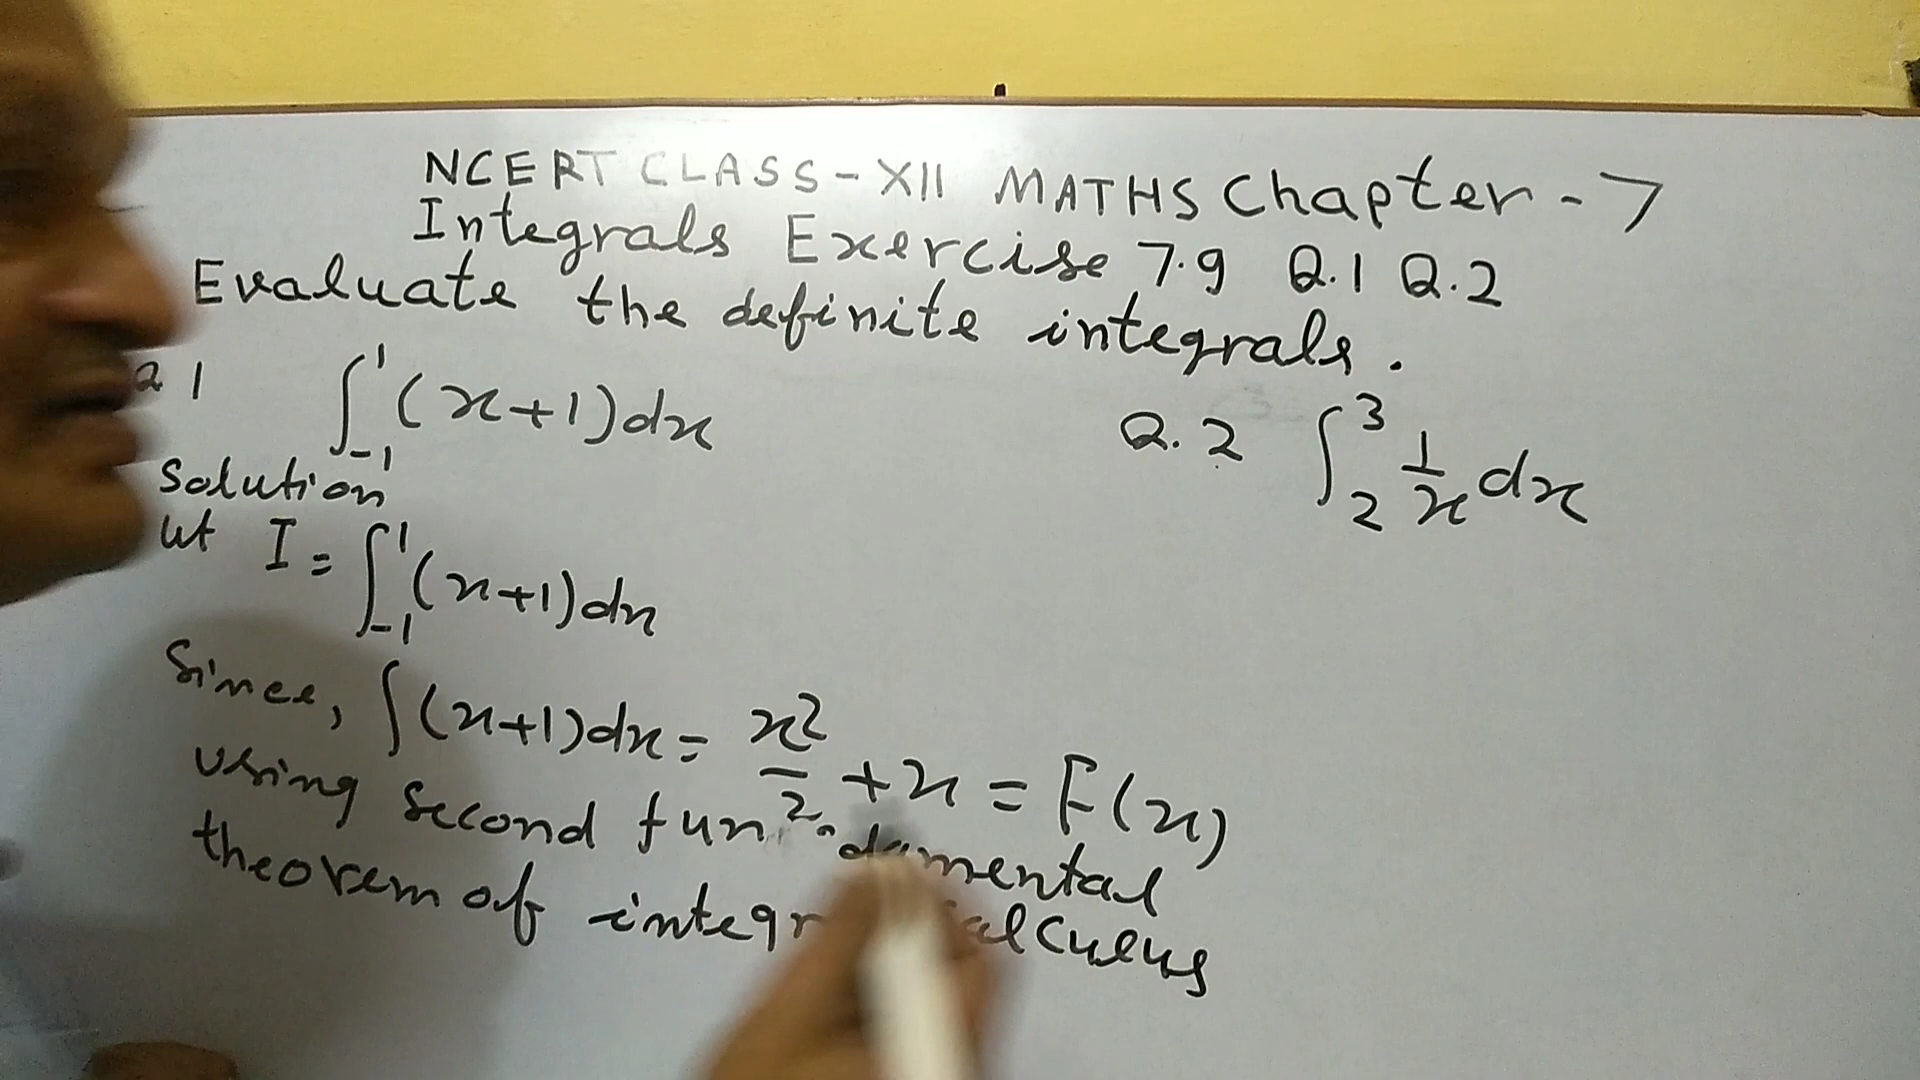 NCERT CLASS-XII MATHS Chapter-7
Integrals Exercise 7.9 Q.1 Q.2
Evaluate the definite integrals.
Q 1 ∫₋₁¹ (x+1)dx
Q.2 ∫₂³ 1/x dx
Solution
let I = ∫₋₁¹ (x+1)dx
Since, ∫(x+1)dx = x²/2 + x = F(x)
using second fundamental
theorem of integral calculus